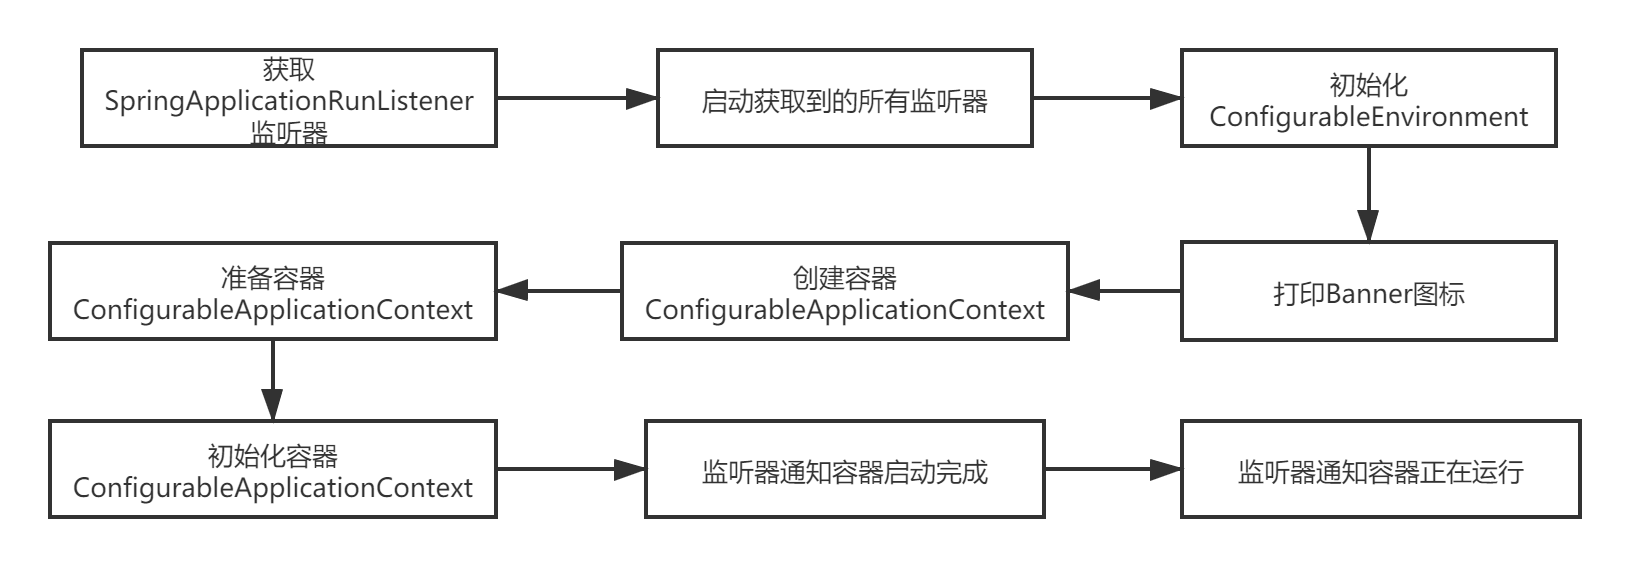 获取
SpringApplicationRunListener
监听器
启动获取到的所有监听器
初始化
ConfigurableEnvironment
打印Banner图标
创建容器
ConfigurableApplicationContext
准备容器
ConfigurableApplicationContext
初始化容器
ConfigurableApplicationContext
监听器通知容器启动完成
监听器通知容器正在运行